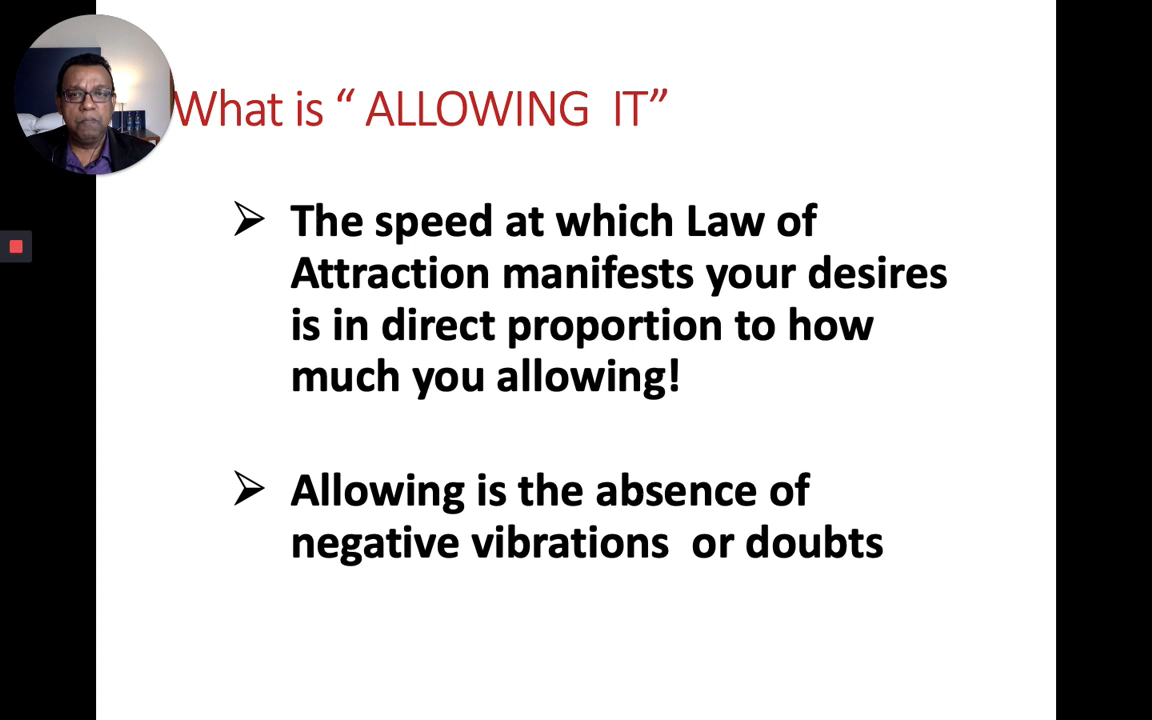 What is “ ALLOWING IT”
➢ The speed at which Law of
Attraction manifests your desires
is in direct proportion to how
much you allowing!
➢ Allowing is the absence of
negative vibrations or doubts